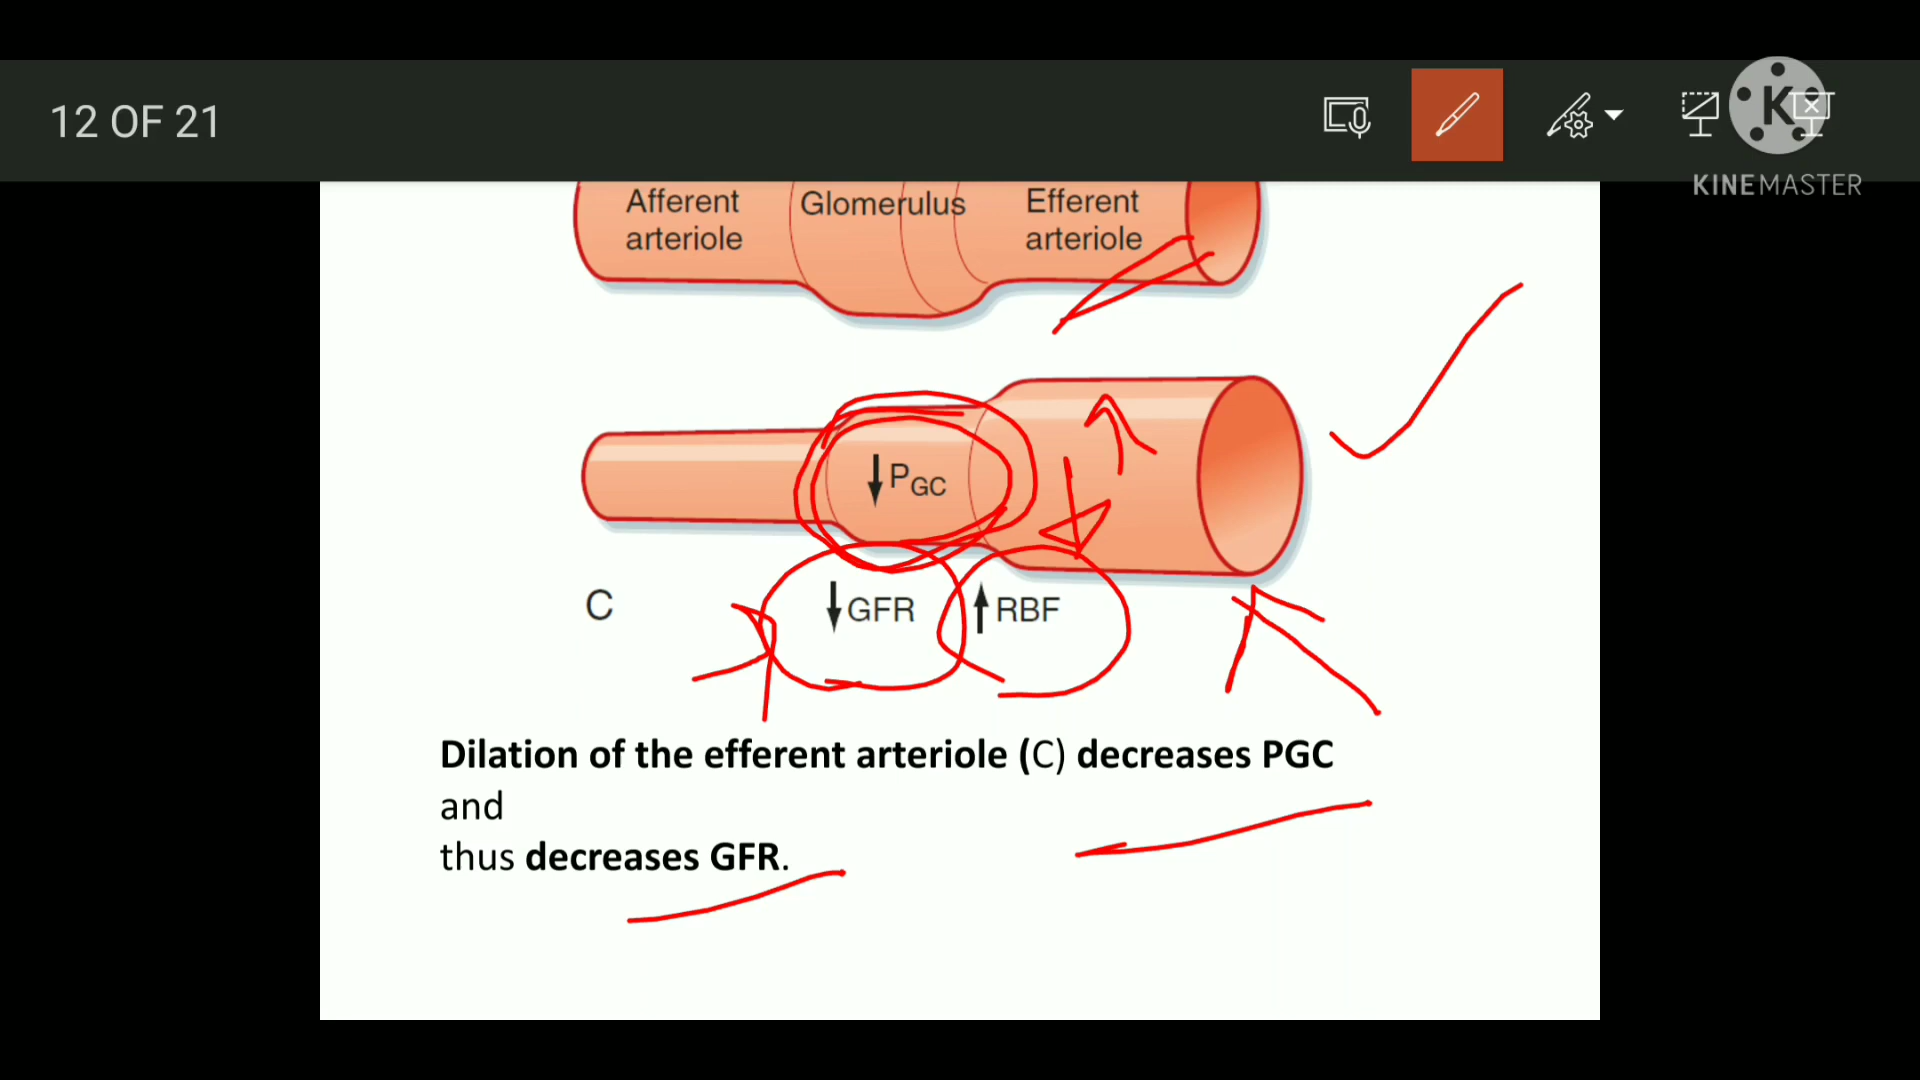 12 OF 21
K
KINEMASTER
Afferent
arteriole
Glomerulus
Efferent
arteriole
↓PGC
C
↓GFR ↑RBF
Dilation of the efferent arteriole (C) decreases PGC
and
thus decreases GFR.